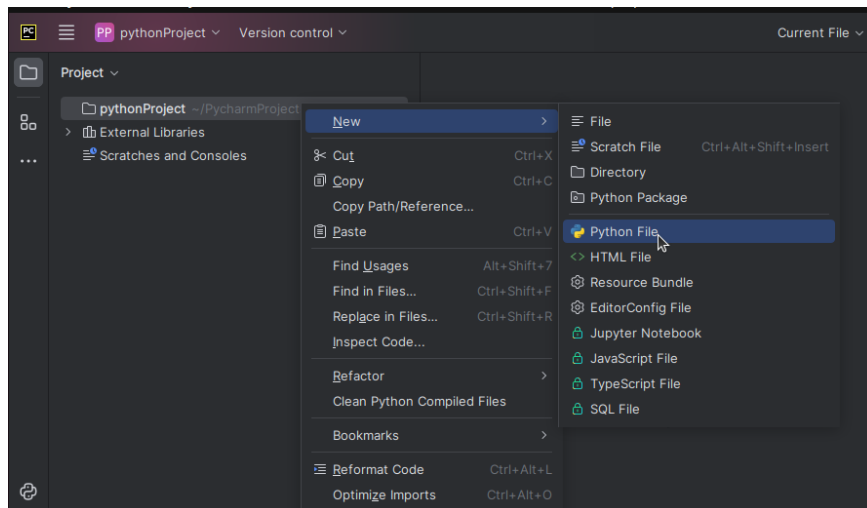 PC
PP pythonProject Version control
Current File
Project
pythonProject ~/PycharmProject
External Libraries
Scratches and Consoles
New
Cut Ctrl+X
Copy Ctrl+C
Copy Path/Reference...
Paste Ctrl+V
Find Usages Alt+Shift+7
Find in Files... Ctrl+Shift+F
Replace in Files... Ctrl+Shift+R
Inspect Code...
Refactor
Clean Python Compiled Files
Bookmarks
Reformat Code Ctrl+Alt+L
Optimize Imports Ctrl+Alt+O
File
Scratch File Ctrl+Alt+Shift+Insert
Directory
Python Package
Python File
HTML File
Resource Bundle
EditorConfig File
Jupyter Notebook
JavaScript File
TypeScript File
SQL File